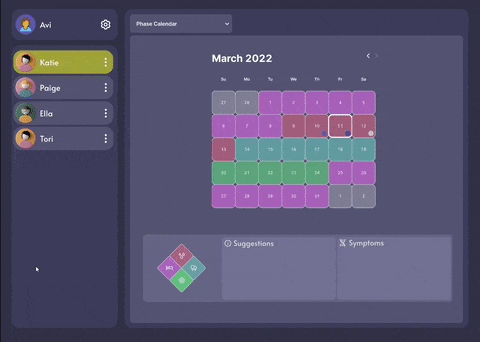 Avi
Phase Calendar
Katie
Paige
Ella
Tori
March 2022
Su Mo Tu We Th Fr Sa
27 28 1 2 3 4 5
6 7 8 9 10 11 12
13 14 15 16 17 18 19
20 21 22 23 24 25 26
27 28 29 30 31 1 2
Suggestions
Symptoms